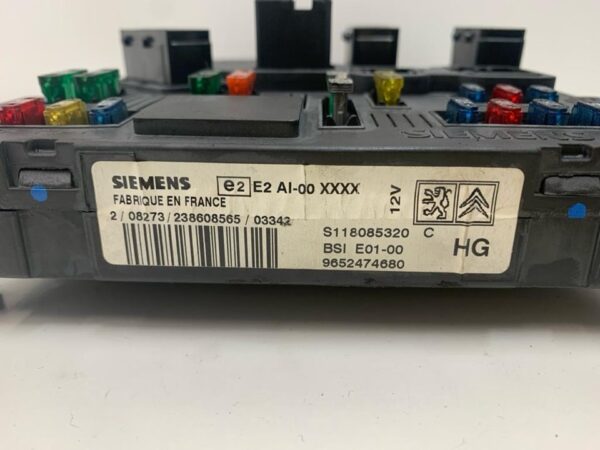 SIEMENS
SIEMENS e2 E2 AI-00 XXXX
FABRIQUE EN FRANCE
2/08273/238608565/03342
12V
S118085320 C
BSI E01-00
9652474680
HG